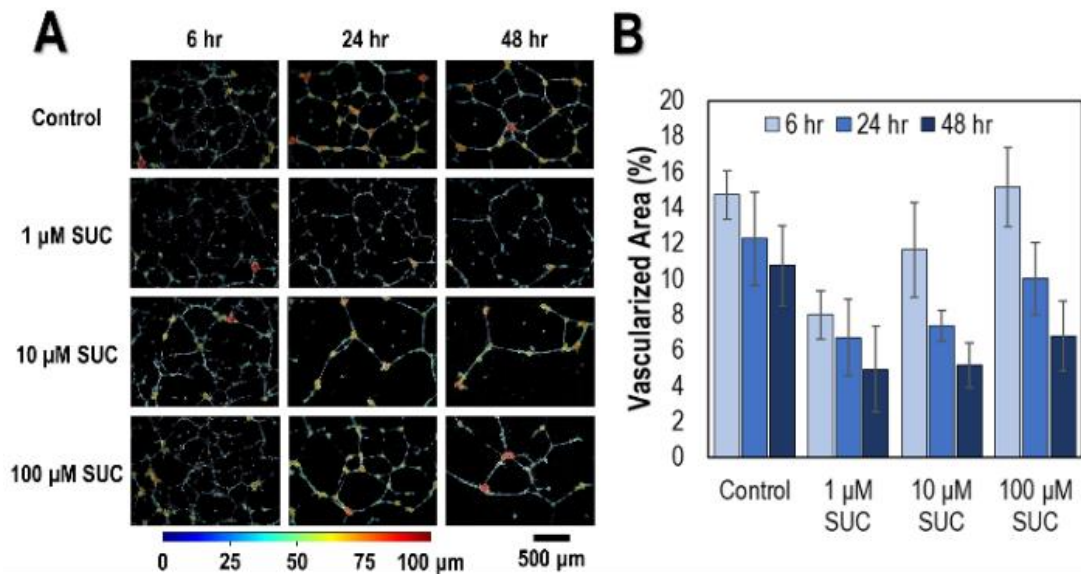 A
6 hr 24 hr 48 hr
Control
1 µM SUC
10 µM SUC
100 µM SUC
0 25 50 75 100 µm
500 µm
B
Vascularized Area (%)
20
18
16
14
12
10
8
6
4
2
0
6 hr 24 hr 48 hr
Control 1 µM 10 µM 100 µM
SUC SUC SUC